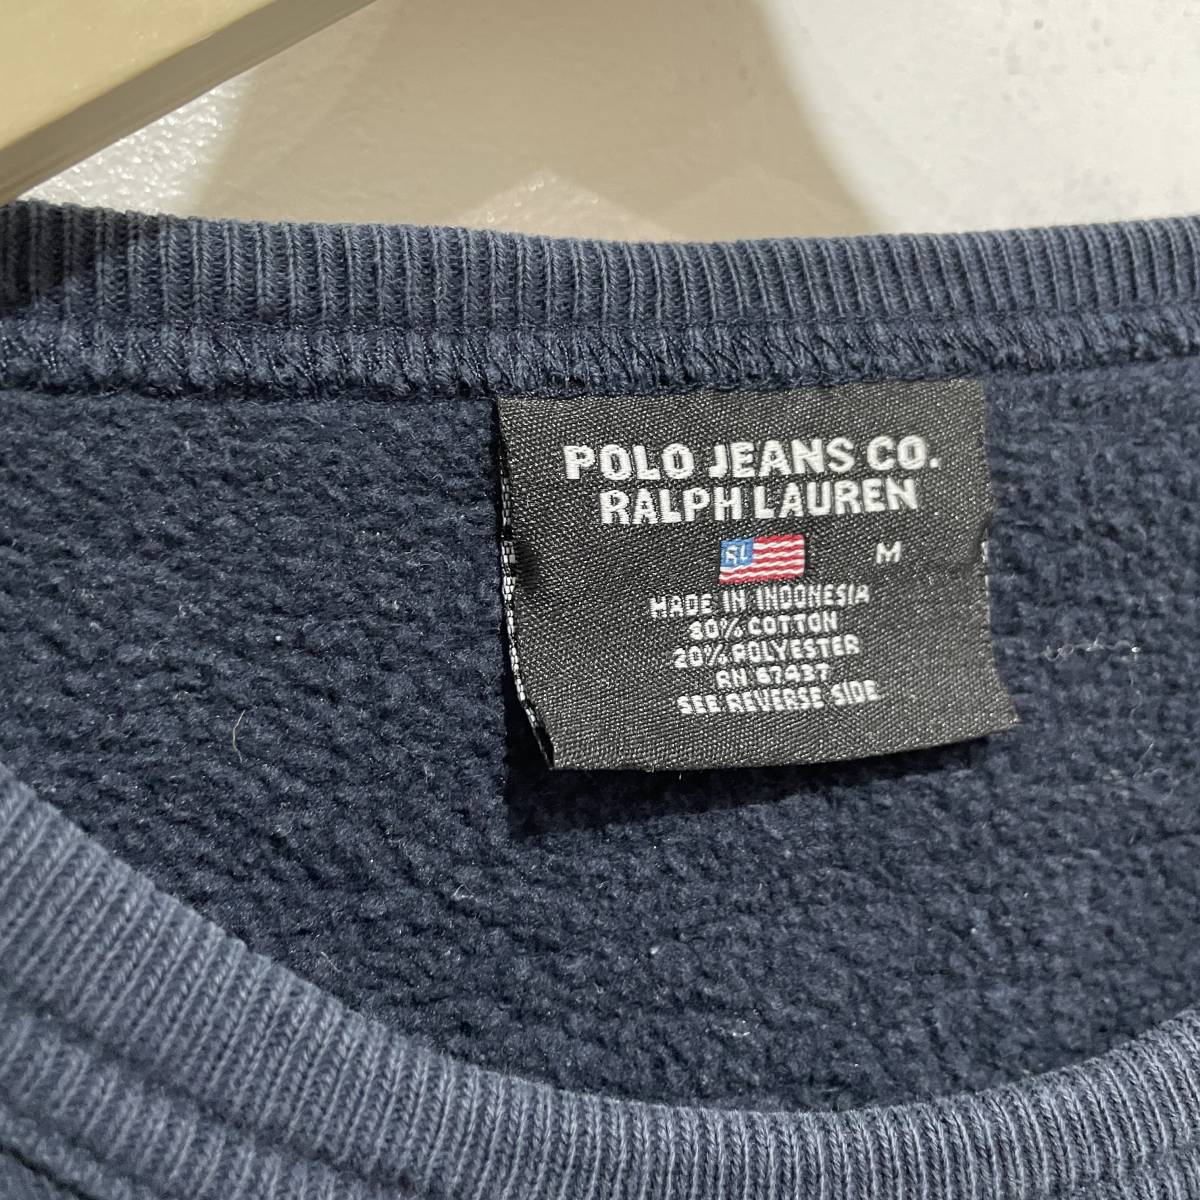 POLO JEANS CO.
RALPH LAUREN
RL
M
MADE IN INDONESIA
80% COTTON
20% POLYESTER
RN 67437
SEE REVERSE SIDE